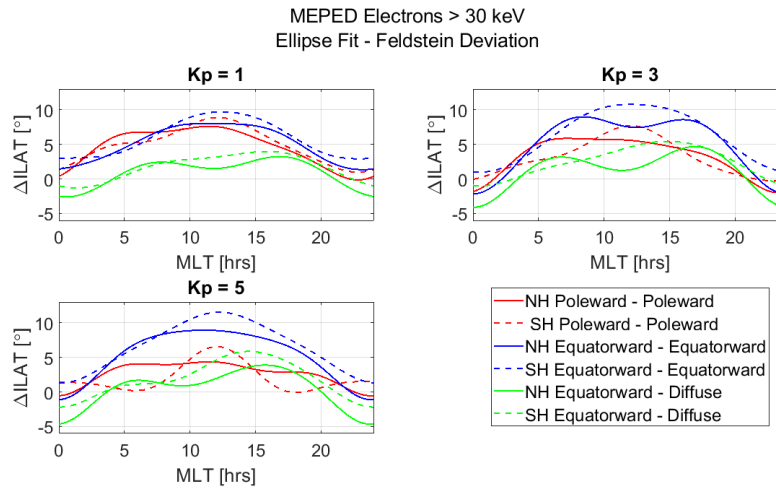 MEPED Electrons > 30 keV
Ellipse Fit - Feldstein Deviation
Kp = 1
ΔILAT [°]
10
5
0
-5
0 5 10 15 20
MLT [hrs]
Kp = 3
ΔILAT [°]
10
5
0
-5
0 5 10 15 20
MLT [hrs]
Kp = 5
ΔILAT [°]
10
5
0
-5
0 5 10 15 20
MLT [hrs]
NH Poleward - Poleward
SH Poleward - Poleward
NH Equatorward - Equatorward
SH Equatorward - Equatorward
NH Equatorward - Diffuse
SH Equatorward - Diffuse